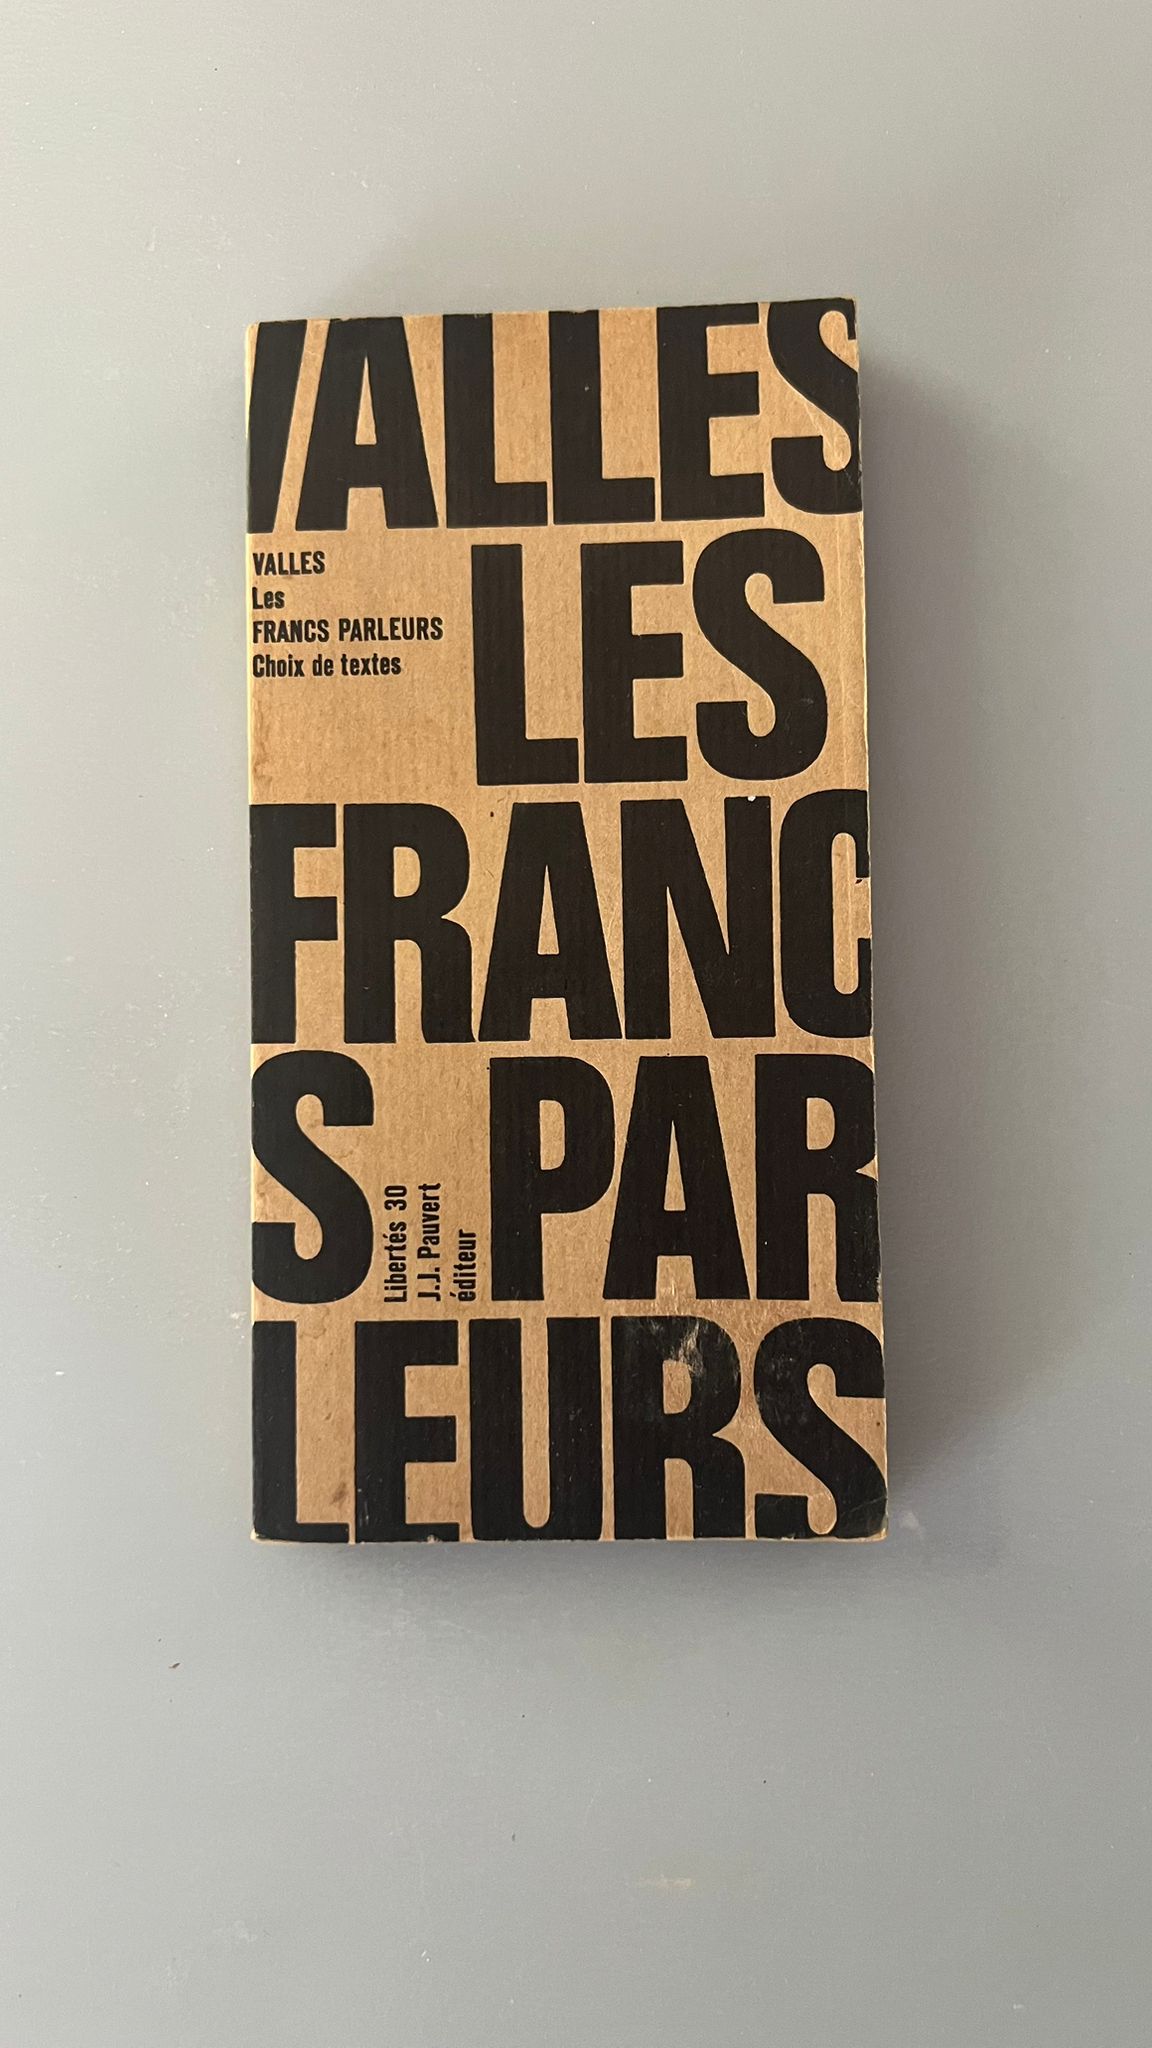 VALLES
VALLES
Les
FRANCS PARLEURS
Choix de textes
LES
FRANC
S PAR
Libertés 30
J.J. Pauvert
éditeur
LEURS